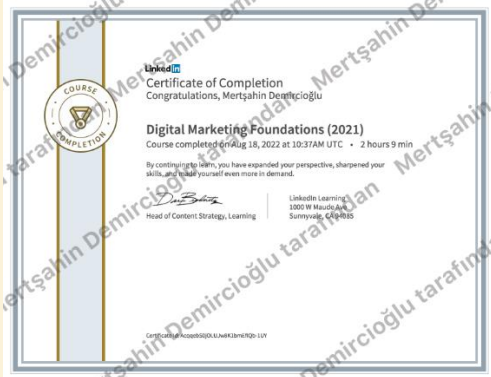 LinkedIn
Certificate of Completion
Congratulations, Mertşahin Demircioğlu
COURSE
COMPLETION
Digital Marketing Foundations (2021)
Course completed on Aug 18, 2022 at 10:37AM UTC • 2 hours 9 min
By continuing to learn, you have expanded your perspective, sharpened your
skills, and made yourself even more in demand.
Head of Content Strategy, Learning
LinkedIn Learning
1000 W Maude Ave
Sunnyvale, CA 94085
Mertşahin Demircioğlu tarafından